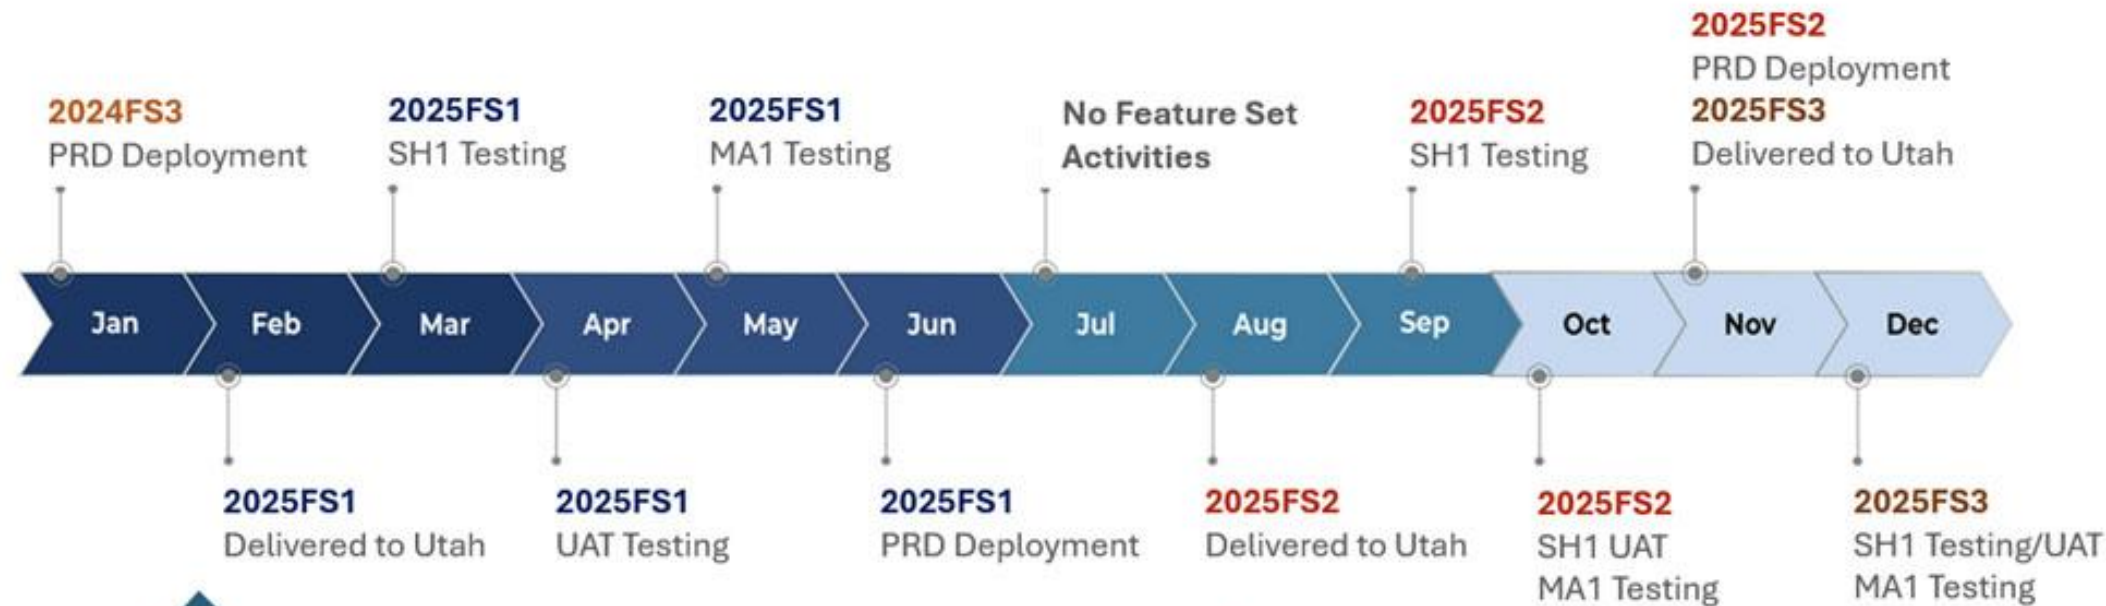 2025FS2
PRD Deployment
2024FS3
2025FS1
2025FS1
No Feature Set
2025FS2
2025FS3
PRD Deployment
SH1 Testing
MA1 Testing
Activities
SH1 Testing
Delivered to Utah
Jan
Feb
Mar
Apr
May
Jun
Jul
Aug
Sep
Oct
Nov
Dec
2025FS1
Delivered to Utah
2025FS1
UAT Testing
2025FS1
PRD Deployment
2025FS2
Delivered to Utah
2025FS2
SH1 UAT
MA1 Testing
2025FS3
SH1 Testing/UAT
MA1 Testing